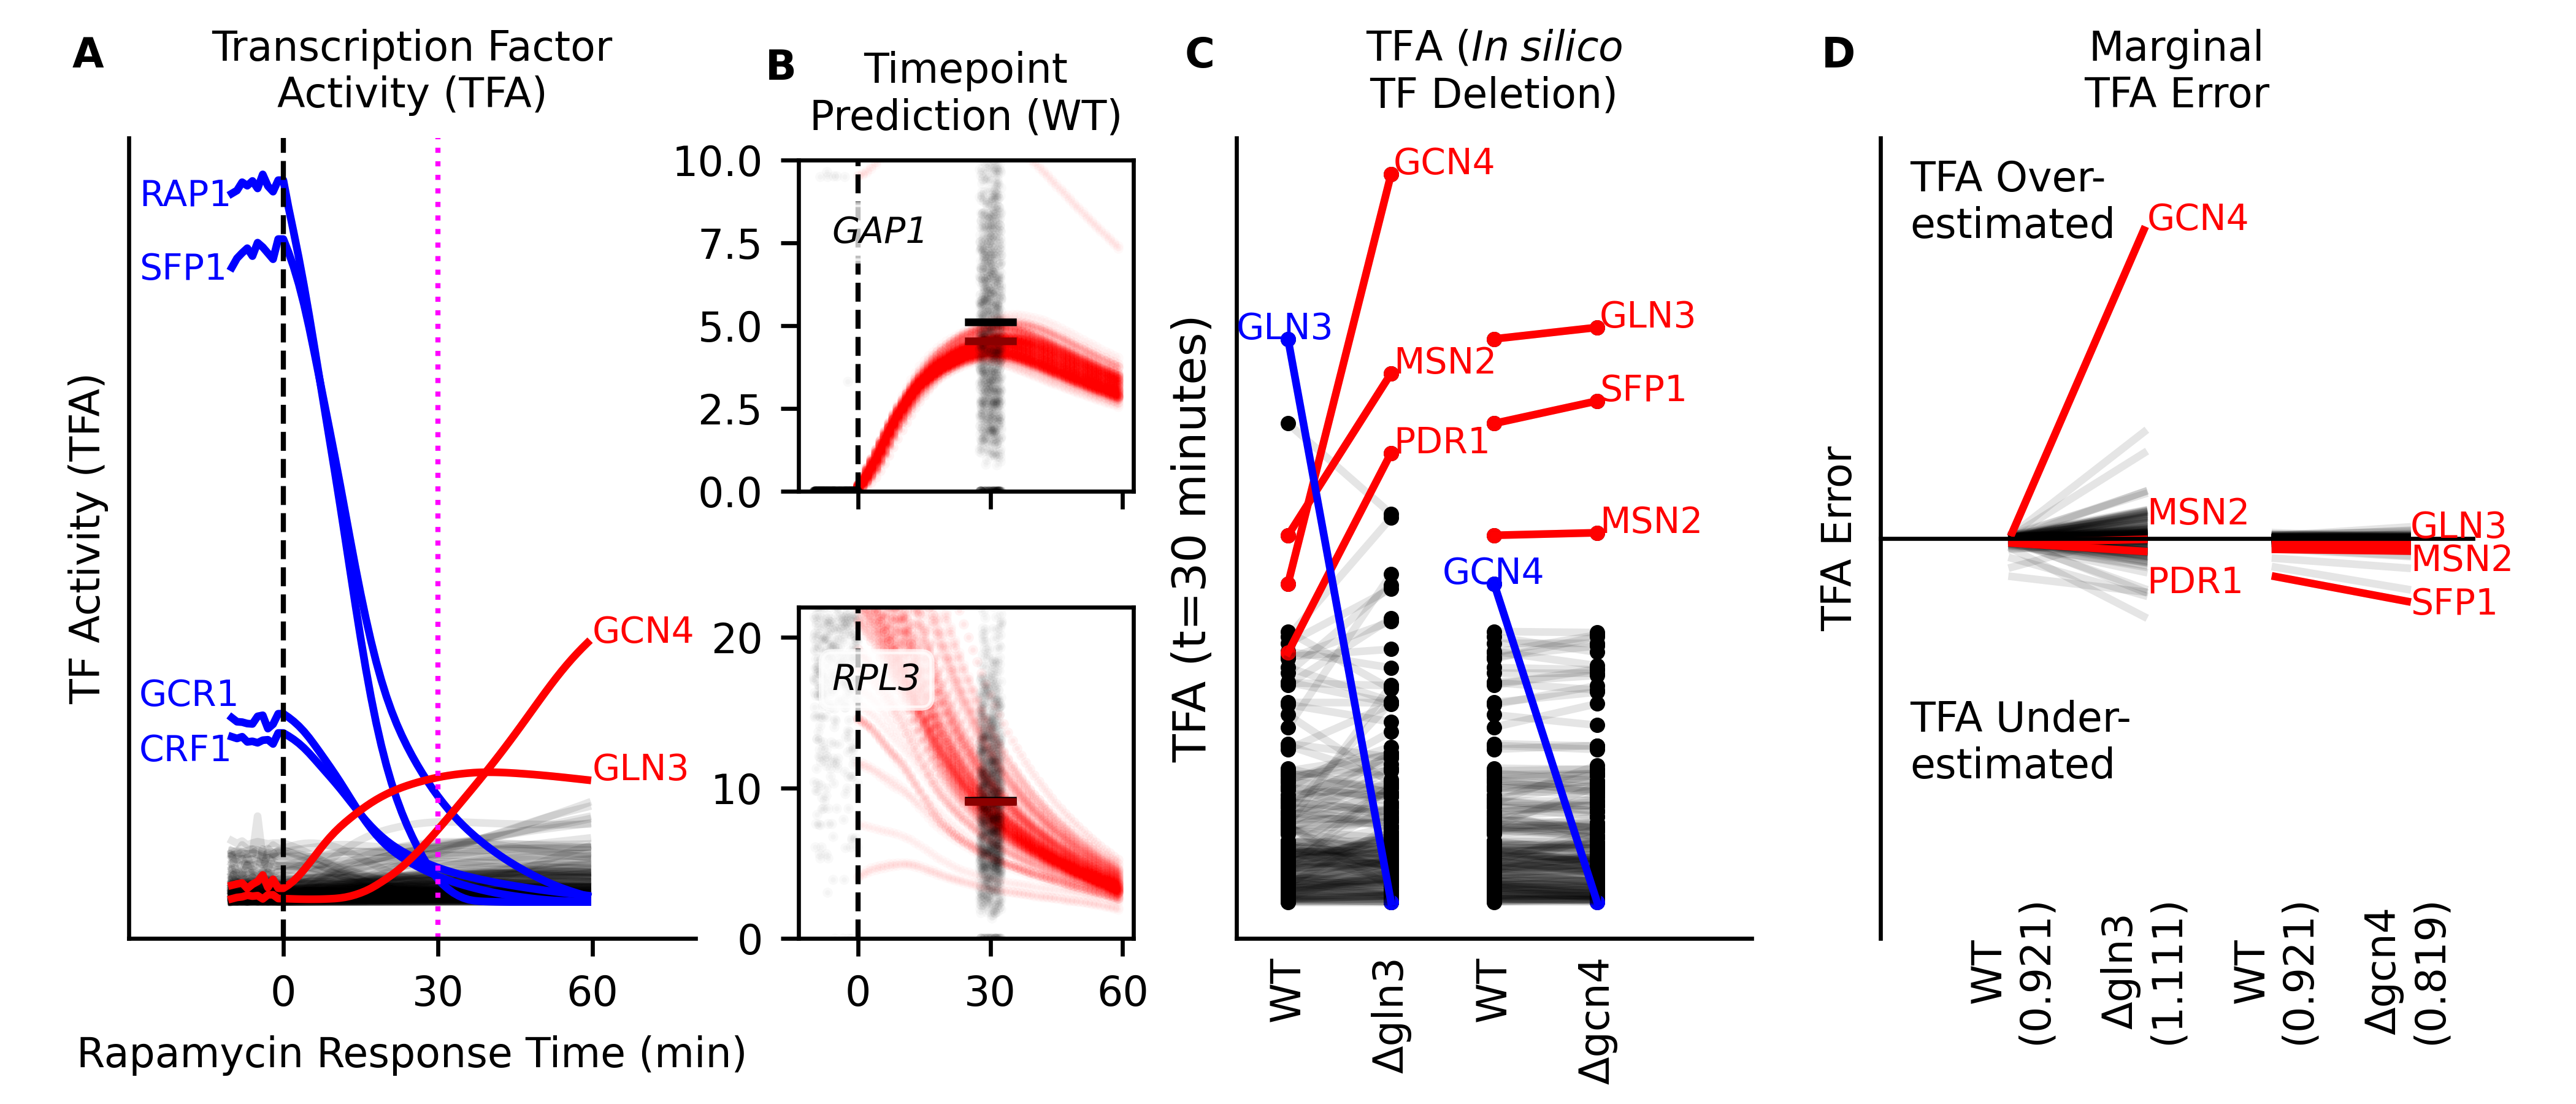 A
Transcription Factor
Activity (TFA)
TF Activity (TFA)
RAP1
SFP1
GCR1
CRF1
GCN4
GLN3
0
30
60
Rapamycin Response Time (min)
B
Timepoint
Prediction (WT)
10.0
7.5
5.0
2.5
0.0
GAP1
20
10
0
RPL3
0
30
60
C
TFA (In silico
TF Deletion)
TFA (t=30 minutes)
GCN4
GLN3
MSN2
PDR1
GLN3
SFP1
MSN2
GCN4
WT
Δgln3
WT
Δgcn4
D
Marginal
TFA Error
TFA Error
TFA Over-
estimated
GCN4
MSN2
PDR1
GLN3
MSN2
SFP1
TFA Under-
estimated
WT
(0.921)
Δgln3
(1.111)
WT
(0.921)
Δgcn4
(0.819)